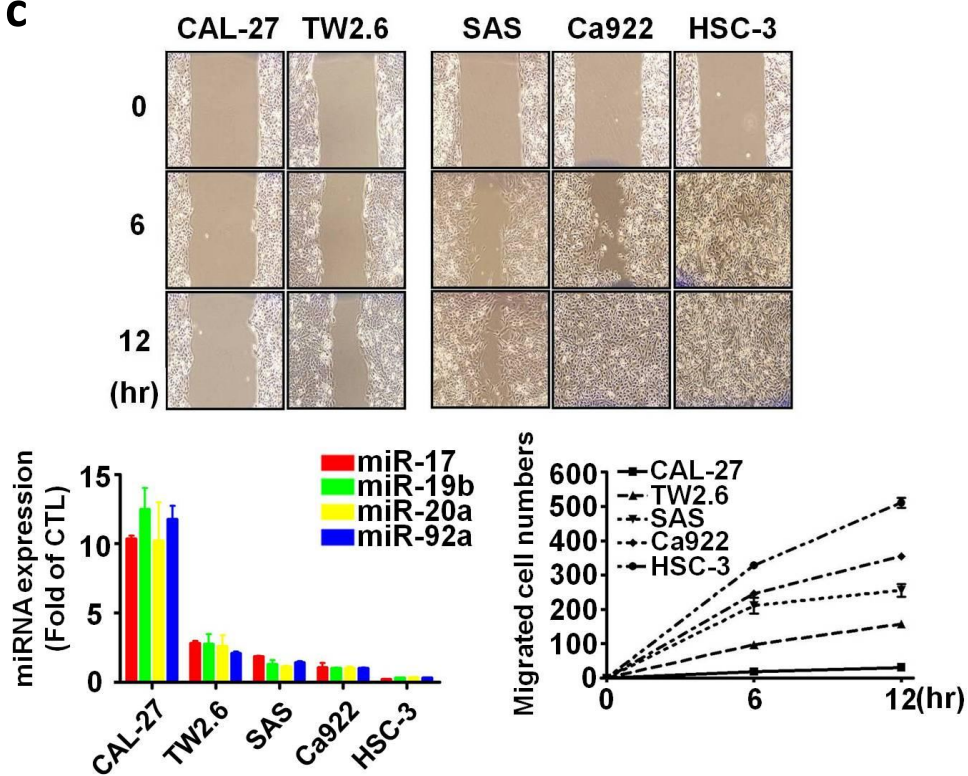 c
CAL-27 TW2.6 SAS Ca922 HSC-3
0
6
12
(hr)
miRNA expression
(Fold of CTL)
15
10
5
0
miR-17
miR-19b
miR-20a
miR-92a
CAL-27
TW2.6
SAS
Ca922
HSC-3
Migrated cell numbers
600
500
400
300
200
100
0
CAL-27
TW2.6
SAS
Ca922
HSC-3
0 6 12(hr)